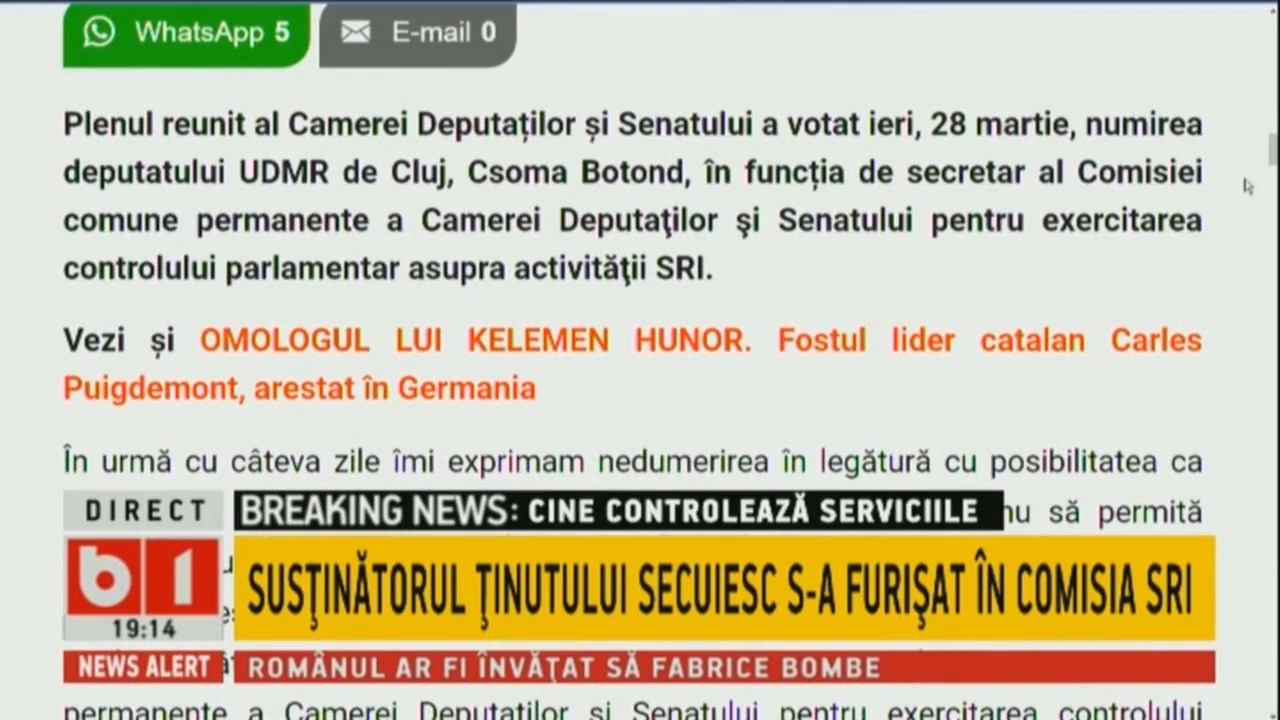 WhatsApp 5
E-mail 0
Plenul reunit al Camerei Deputaților și Senatului a votat ieri, 28 martie, numirea
deputatului UDMR de Cluj, Csoma Botond, în funcția de secretar al Comisiei
comune permanente a Camerei Deputaţilor şi Senatului pentru exercitarea
controlului parlamentar asupra activităţii SRI.
Vezi și OMOLOGUL LUI KELEMEN HUNOR. Fostul lider catalan Carles
Puigdemont, arestat în Germania
În urmă cu câteva zile îmi exprimam nedumerirea în legătură cu posibilitatea ca
nu să permită
DIRECT
BREAKING NEWS: CINE CONTROLEAZĂ SERVICIILE
b1
SUSŢINĂTORUL ŢINUTULUI SECUIESC S-A FURIŞAT ÎN COMISIA SRI
19:14
NEWS ALERT
ROMÂNUL AR FI ÎNVĂŢAT SĂ FABRICE BOMBE
permanente a Camerei Deputaților și Senatului pentru exercitarea controlului